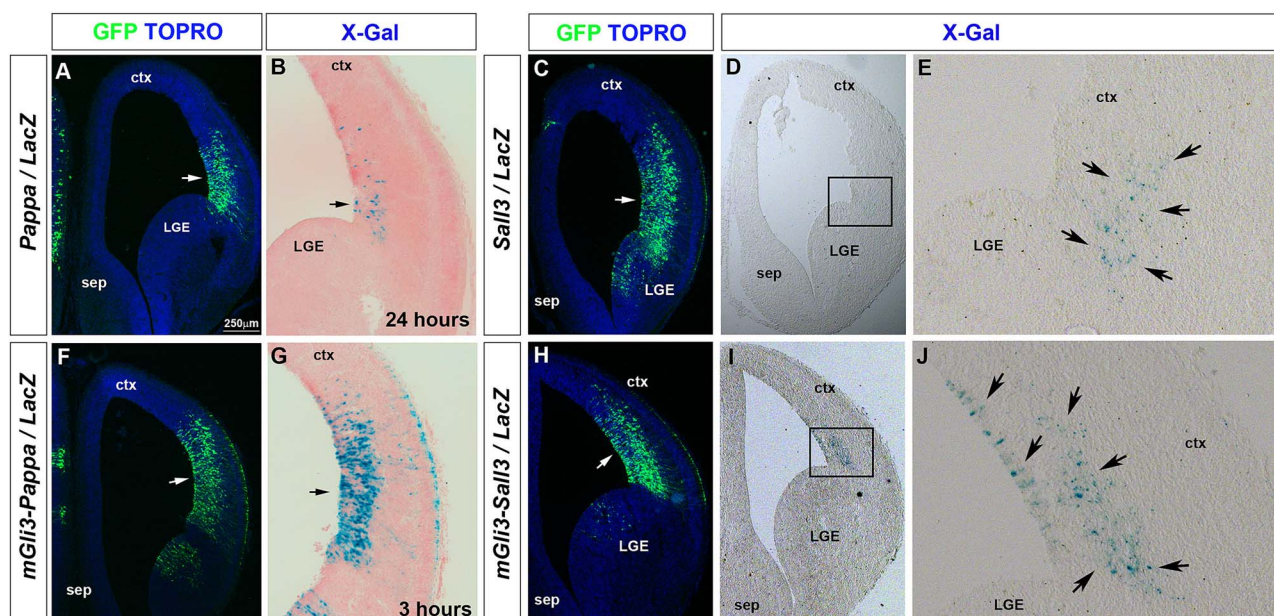 GFP TOPRO
X-Gal
GFP TOPRO
X-Gal
Pappa / LacZ
A
ctx
LGE
sep
250µm
B
ctx
LGE
24 hours
Sall3 / LacZ
C
ctx
LGE
sep
D
ctx
LGE
sep
E
ctx
LGE
mGli3-Pappa / LacZ
F
ctx
sep
G
ctx
3 hours
mGli3-Sall3 / LacZ
H
ctx
LGE
sep
I
ctx
LGE
sep
J
ctx
LGE